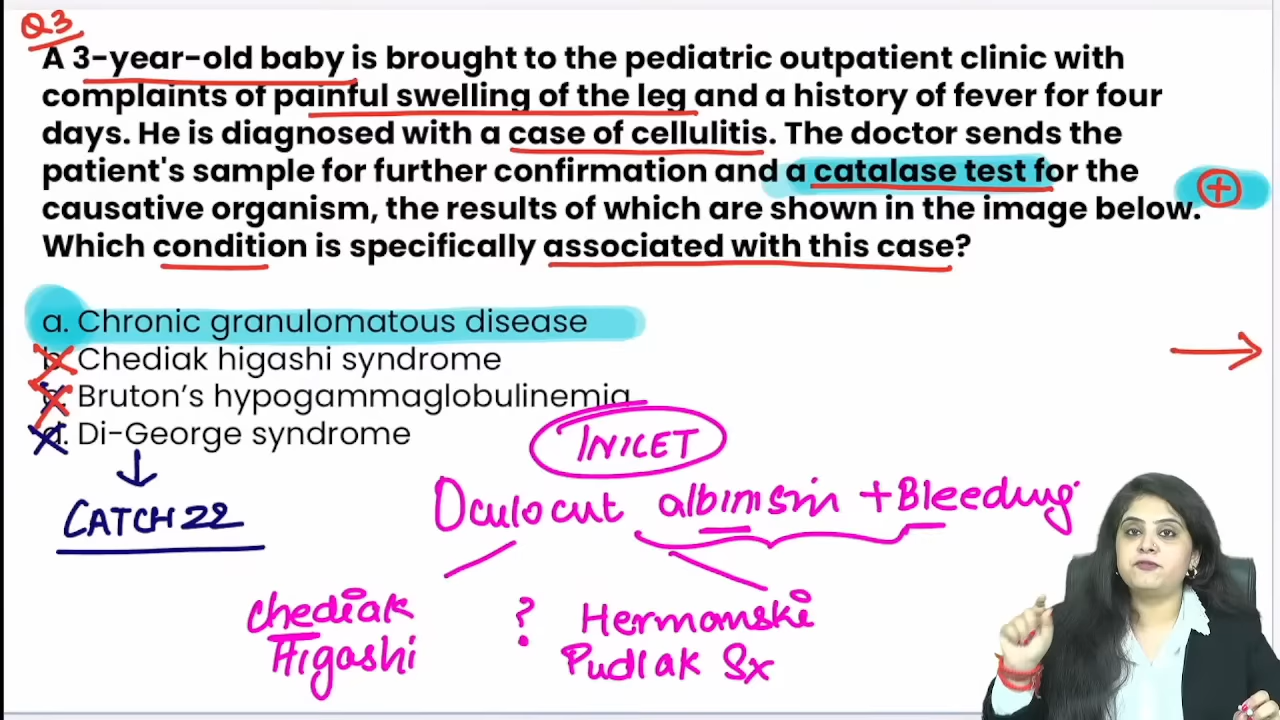 Q3
A 3-year-old baby is brought to the pediatric outpatient clinic with
complaints of painful swelling of the leg and a history of fever for four
days. He is diagnosed with a case of cellulitis. The doctor sends the
patient's sample for further confirmation and a catalase test for the
causative organism, the results of which are shown in the image below.
+
Which condition is specifically associated with this case?
a. Chronic granulomatous disease
b. Chediak higashi syndrome
c. Bruton’s hypogammaglobulinemia
d. Di-George syndrome
INICET
CATCH 22
Oculocut albinism + Bleeding
Chediak
Higashi
?
Hermomski
Pudlak Sx